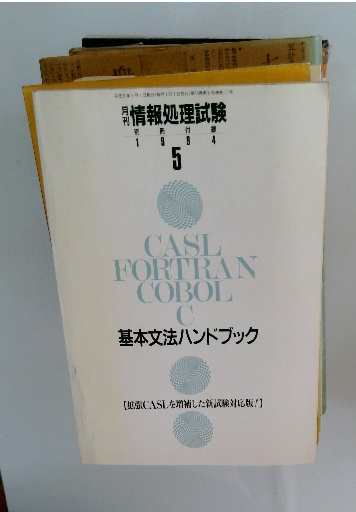 月刊 情報処理試験
別冊付録
1994
5
CASL
FORTRAN
COBOL
C
基本文法ハンドブック
【拡張CASLを増補した新試験対応版!】